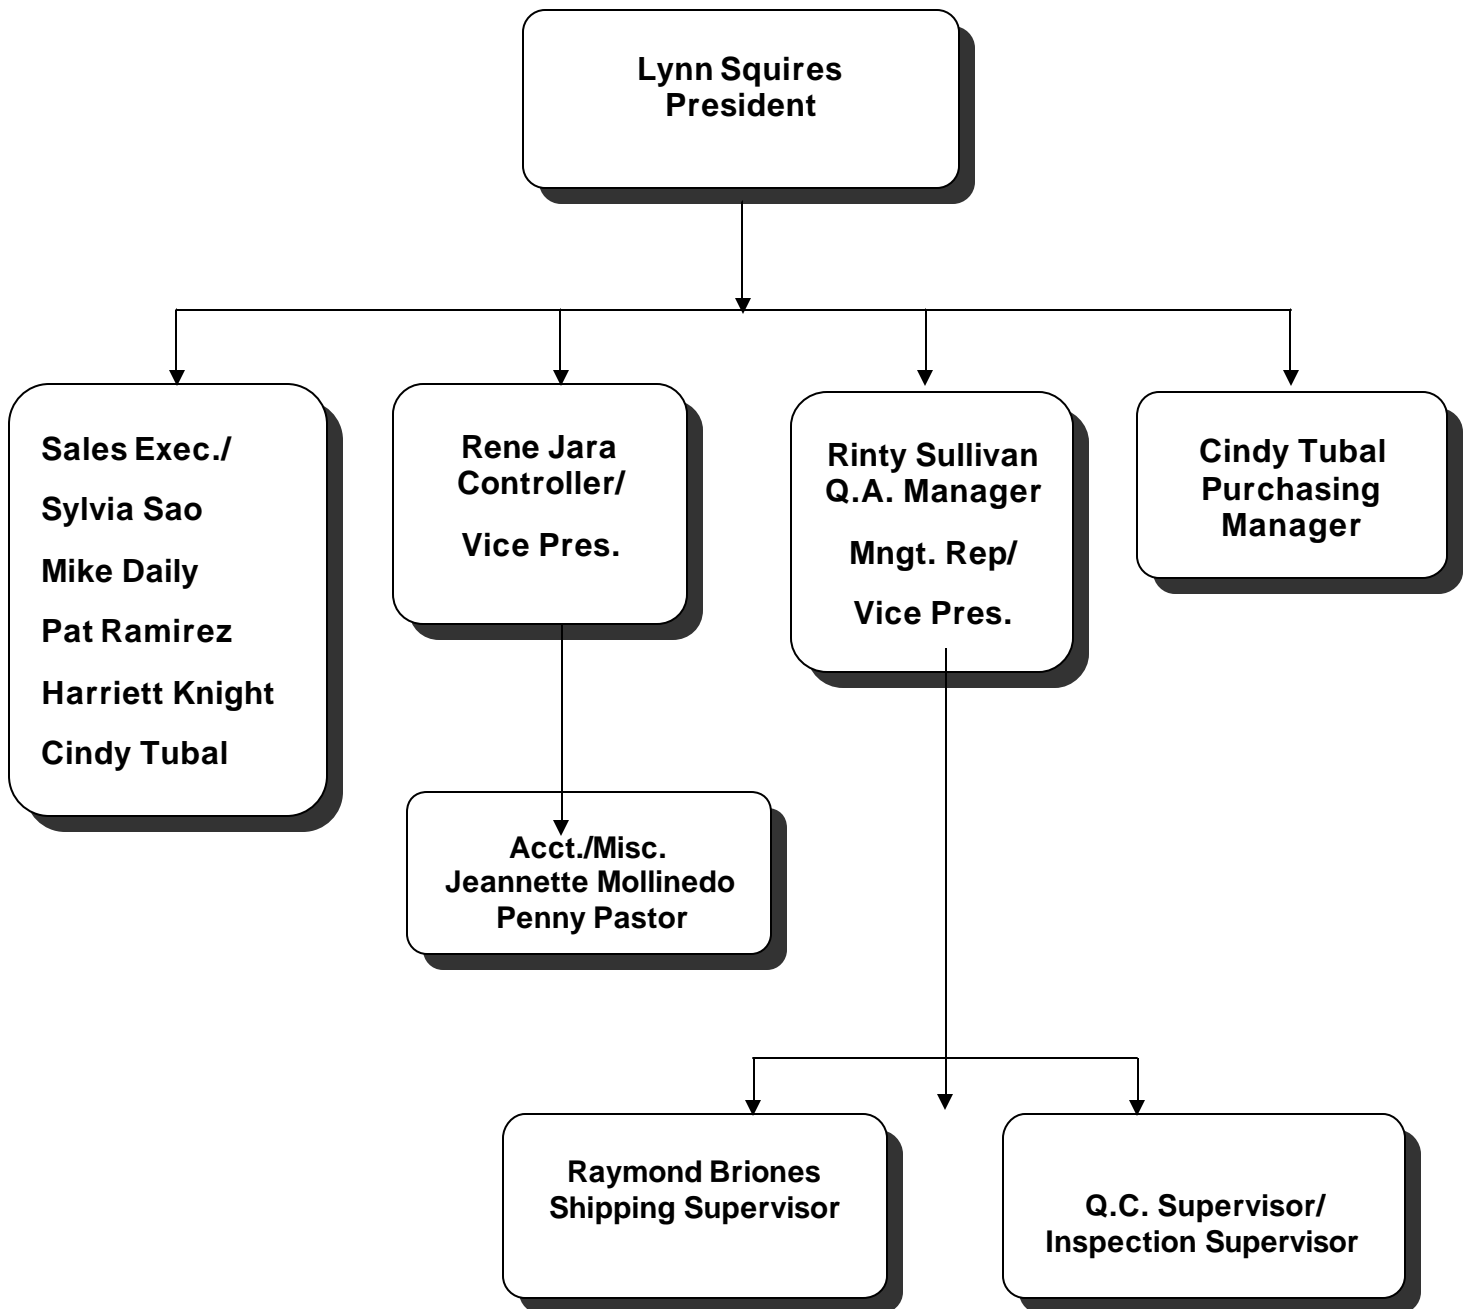 Lynn Squires
President
Sales Exec./
Sylvia Sao
Mike Daily
Pat Ramirez
Harriett Knight
Cindy Tubal
Rene Jara
Controller/
Vice Pres.
Rinty Sullivan
Q.A. Manager
Mngt. Rep/
Vice Pres.
Cindy Tubal
Purchasing
Manager
Acct./Misc.
Jeannette Mollinedo
Penny Pastor
Raymond Briones
Shipping Supervisor
Q.C. Supervisor/
Inspection Supervisor